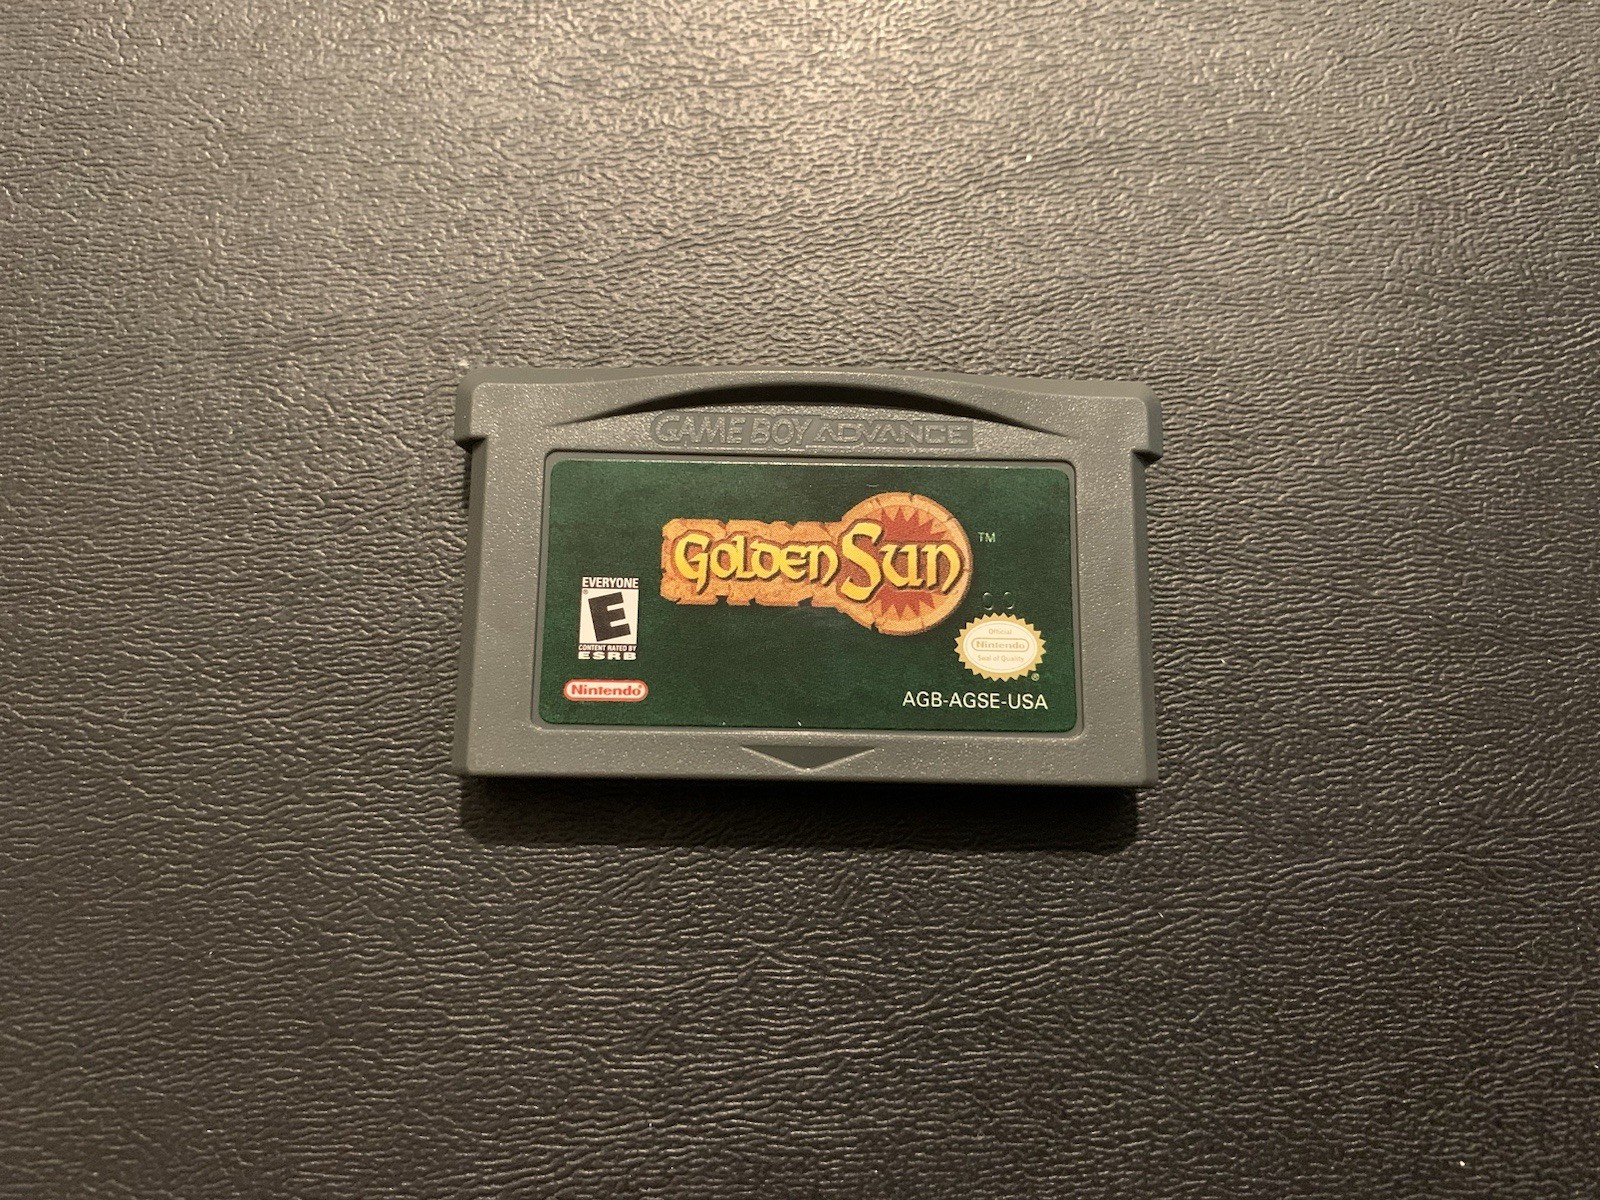 GAME BOY ADVANCE
GOLDEN SUN ™
EVERYONE
E
CONTENT RATED BY
ESRB
Nintendo®
Official
Nintendo
Seal of Quality
®
AGB-AGSE-USA